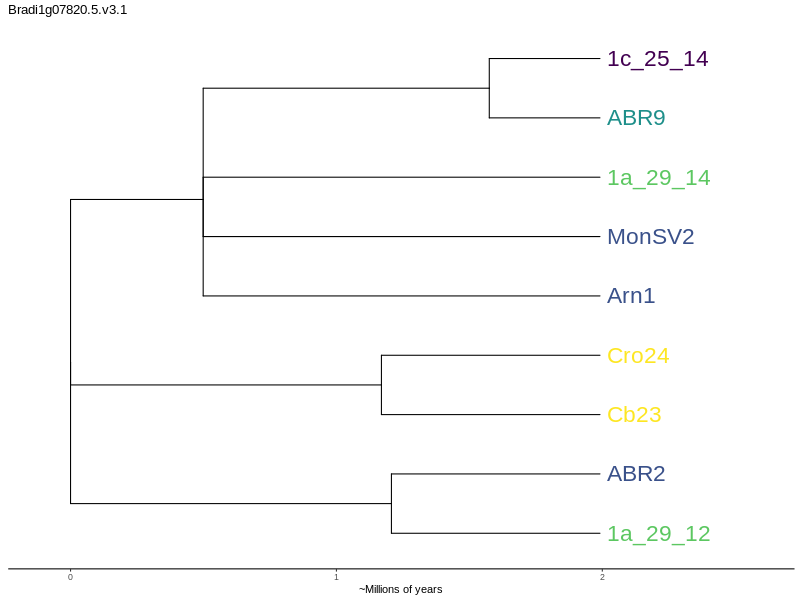 Bradi1g07820.5.v3.1
1c_25_14
ABR9
1a_29_14
MonSV2
Arn1
Cro24
Cb23
ABR2
1a_29_12
0 1 2
~Millions of years